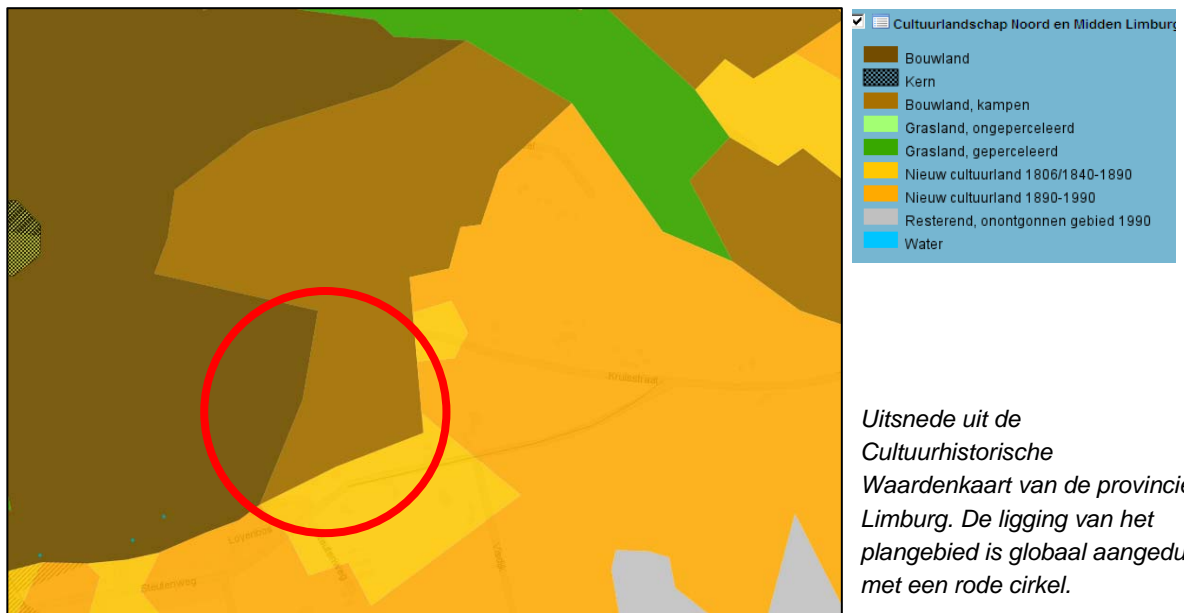 Cultuurlandschap Noord en Midden Limburg
Bouwland
Kern
Bouwland, kampen
Grasland, ongeperceleerd
Grasland, geperceleerd
Nieuw cultuurland 1806/1840-1890
Nieuw cultuurland 1890-1990
Resterend, onontgonnen gebied 1990
Water
Steutenweg
Uitsnede uit de
Cultuurhistorische
Waardenkaart van de provincie
Limburg. De ligging van het
plangebied is globaal aangedu
met een rode cirkel.